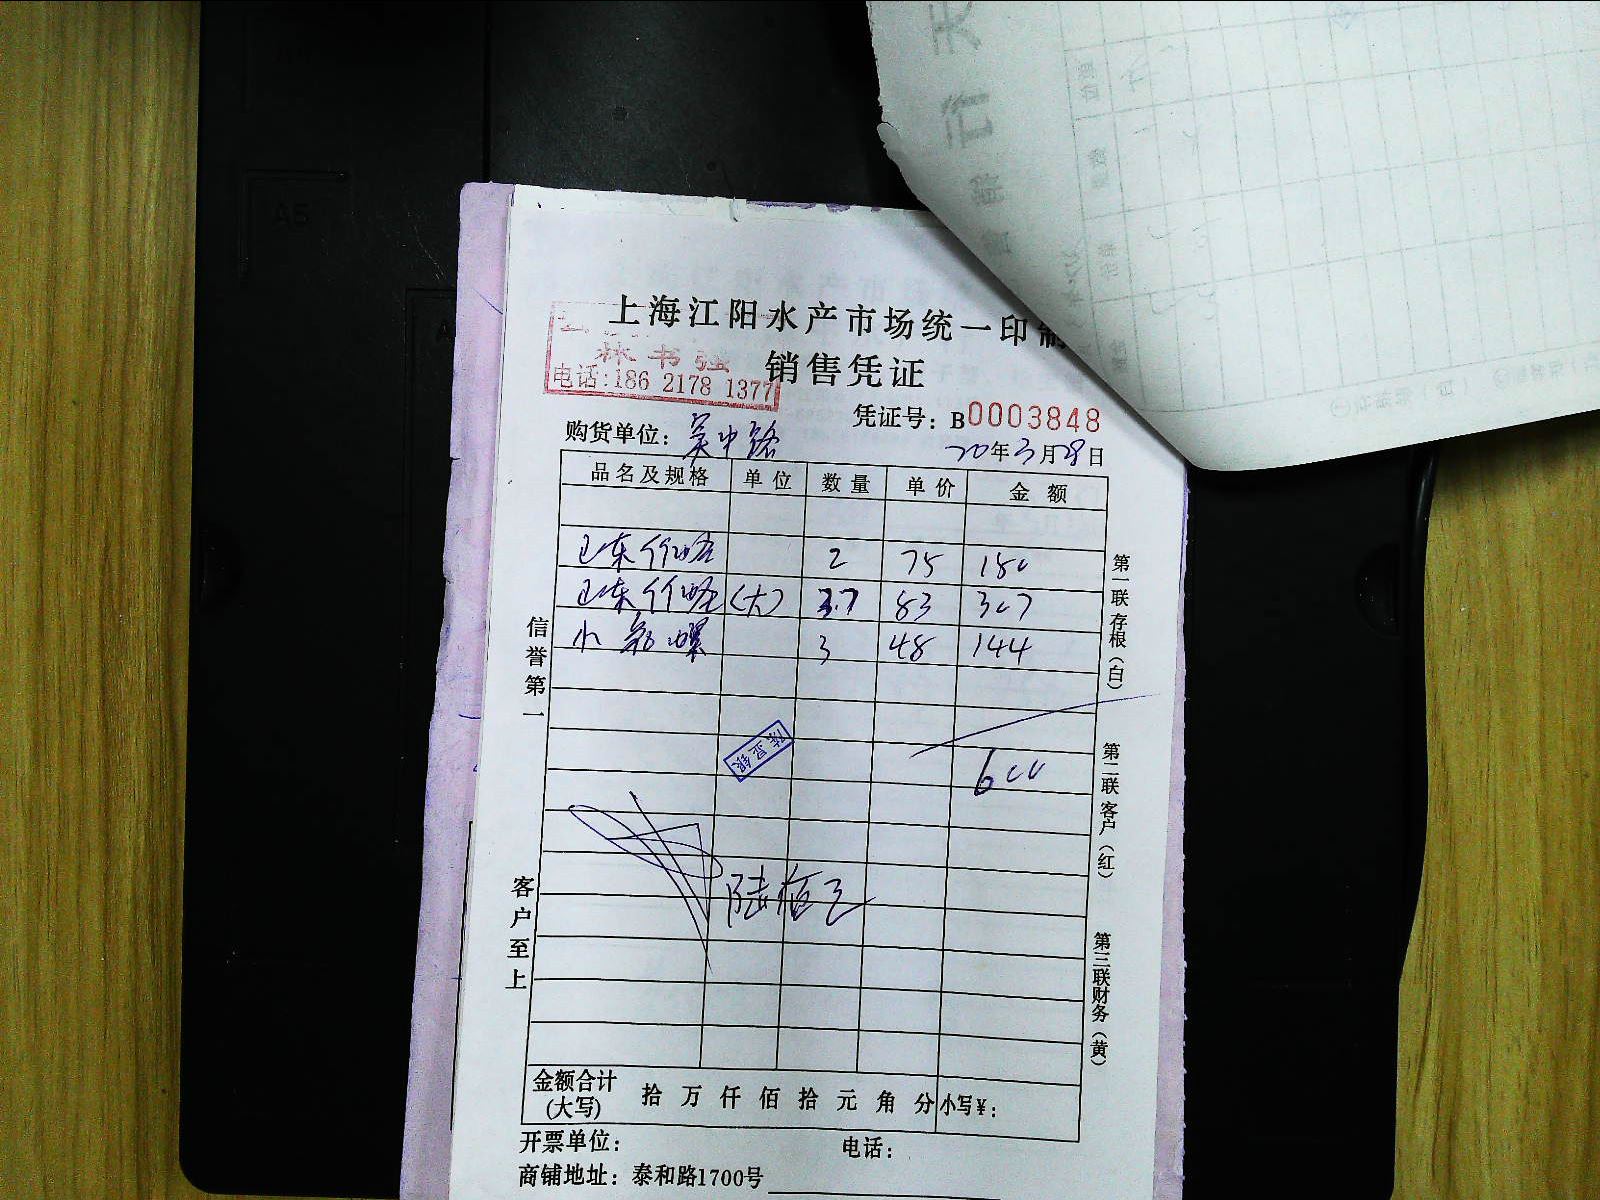 上海江阳水产市场统一印制
销售凭证
林书强
电话:186 2178 1377
凭证号: B0003848
购货单位: 吴中路
20年3月28日
品名及规格 单位 数量 单价 金额
2 75 150
(大) 3.7 83 307
小 螺 3 48 144
600
信誉第一
客户至上
第一联存根(白)
第二联客户(红)
第三联财务(黄)
金额合计(大写) 拾 万 仟 佰 拾 元 角 分 小写¥:
开票单位: 电话:
商铺地址: 泰和路1700号
A5